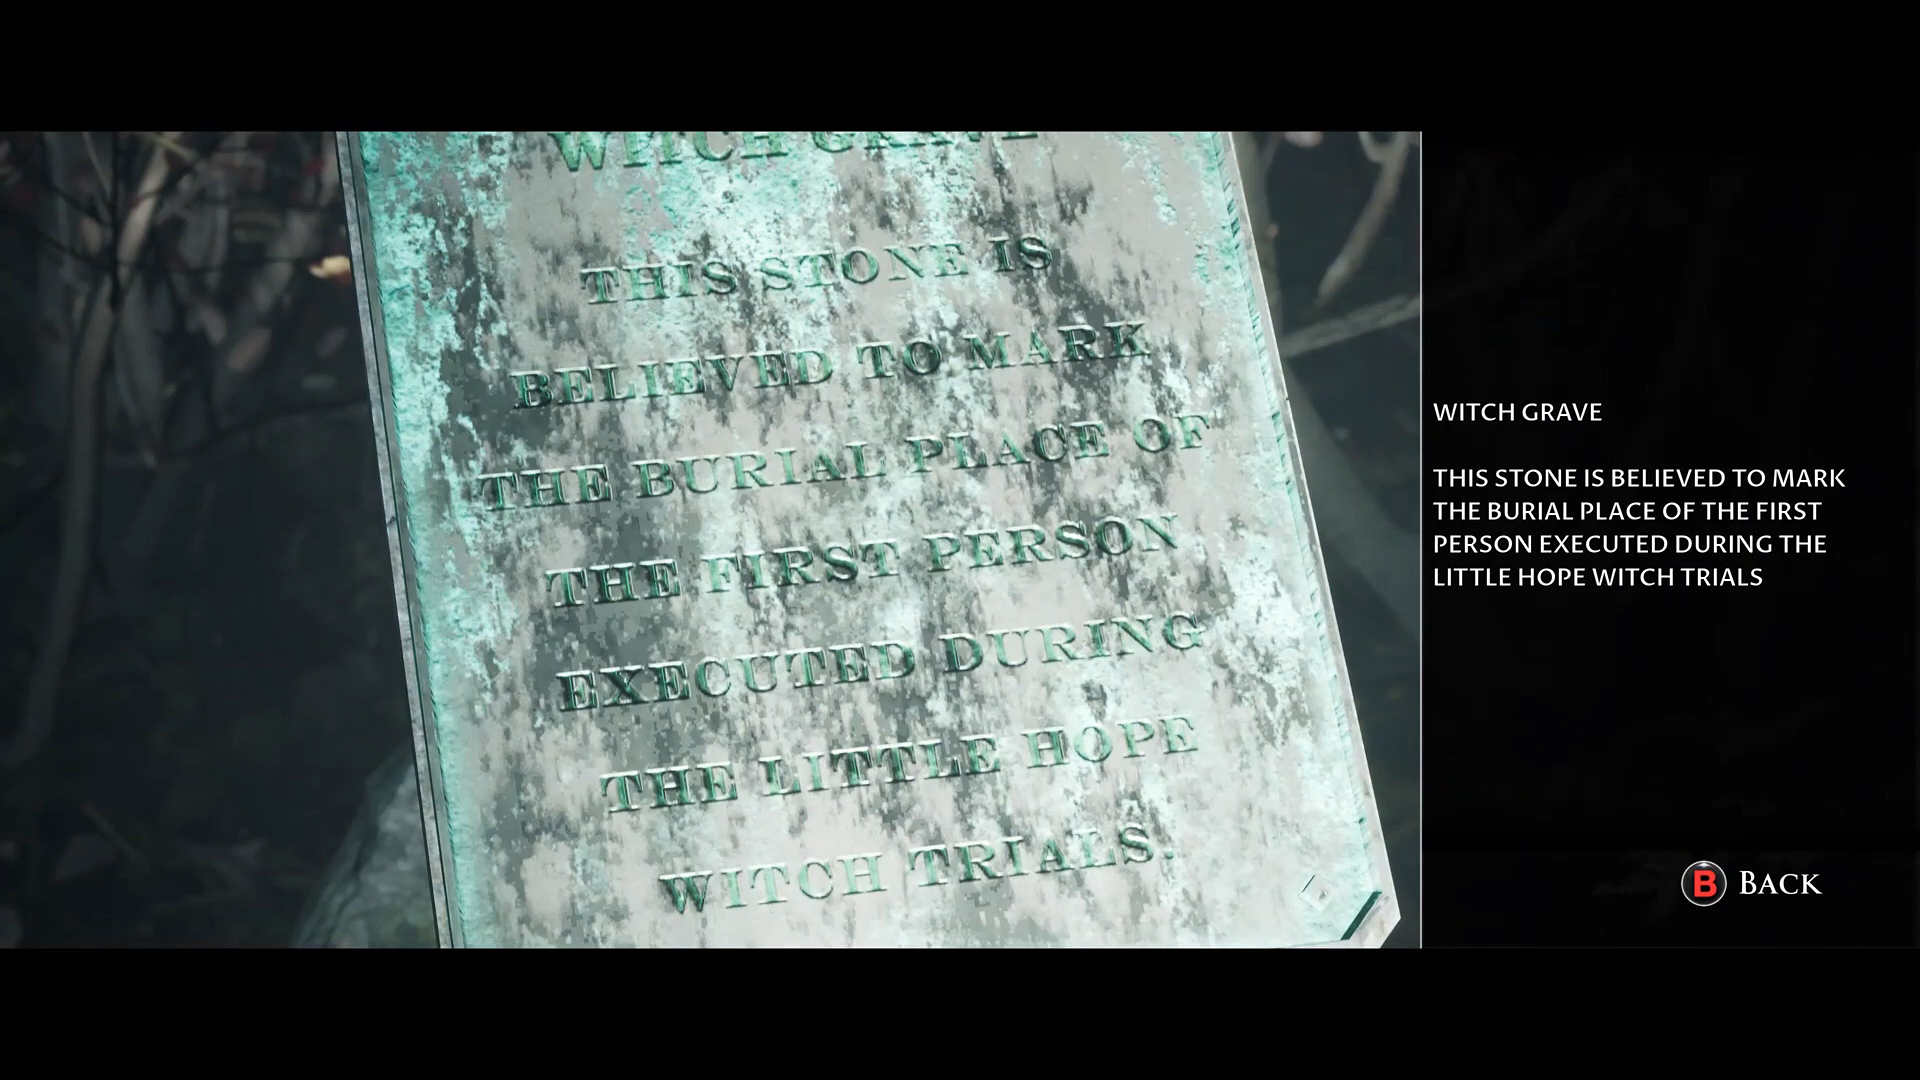 WITCH GRAVE
THIS STONE IS
BELIEVED TO MARK
THE BURIAL PLACE OF
THE FIRST PERSON
EXECUTED DURING
THE LITTLE HOPE
WITCH TRIALS.
WITCH GRAVE
THIS STONE IS BELIEVED TO MARK
THE BURIAL PLACE OF THE FIRST
PERSON EXECUTED DURING THE
LITTLE HOPE WITCH TRIALS
B BACK